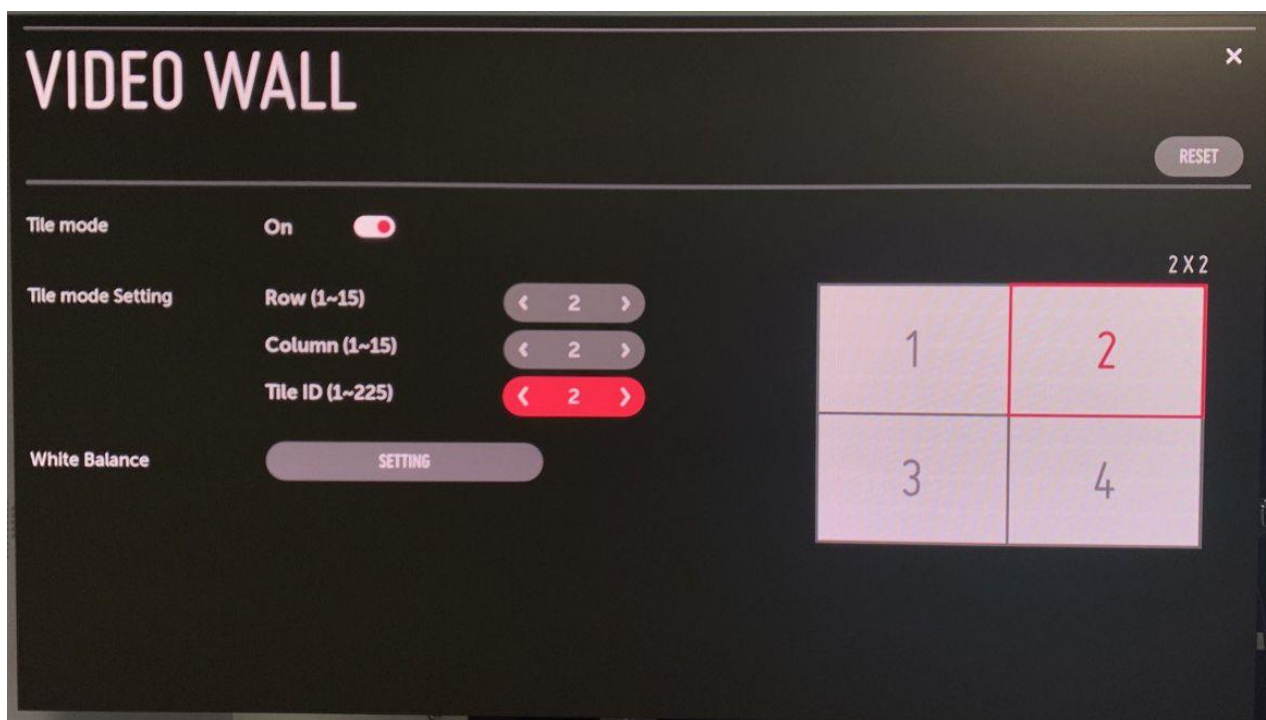 VIDEO WALL
×
RESET
Tile mode On
2 X 2
Tile mode Setting Row (1~15) < 2 >
Column (1~15) < 2 >
Tile ID (1~225) < 2 >
1 2
3 4
White Balance SETTING